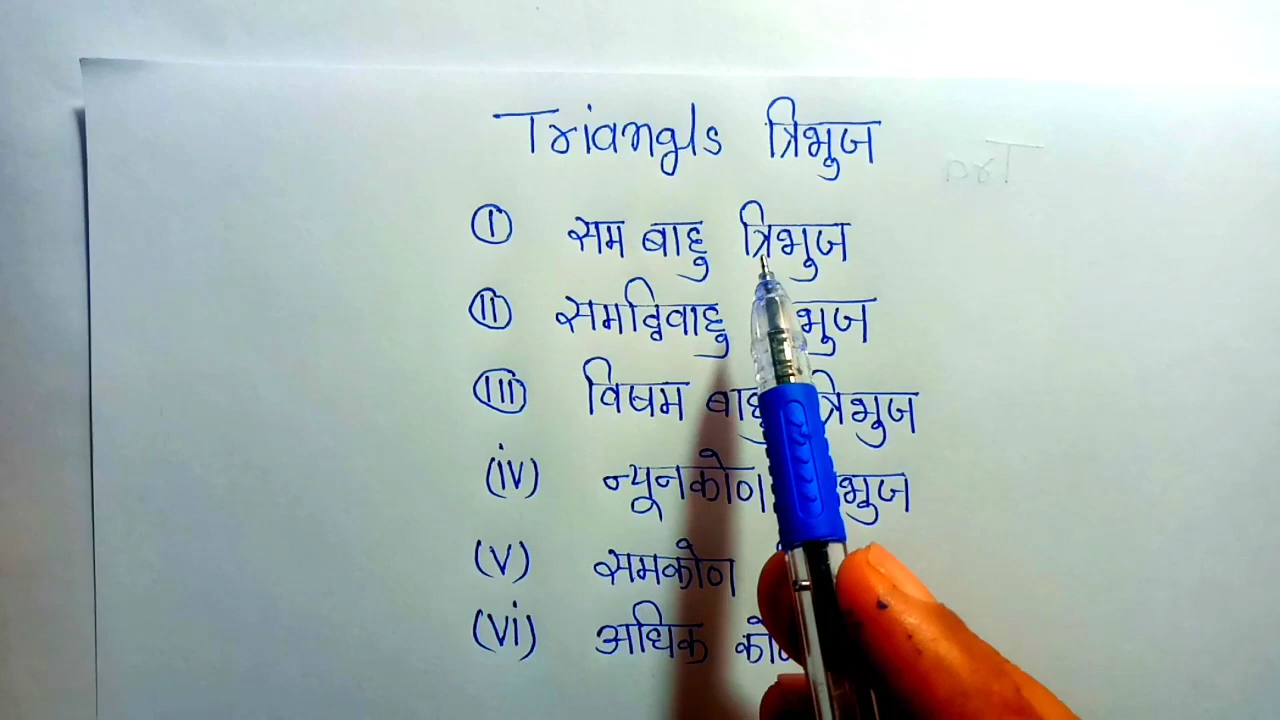 Triangls त्रिभुज
(I) सम बाहु त्रिभुज
(II) समद्विवाहु भुज
(III) विषम बाहु त्रिभुज
(iv) न्यूनकोण भुज
(v) समकोण
(vi) अधिक